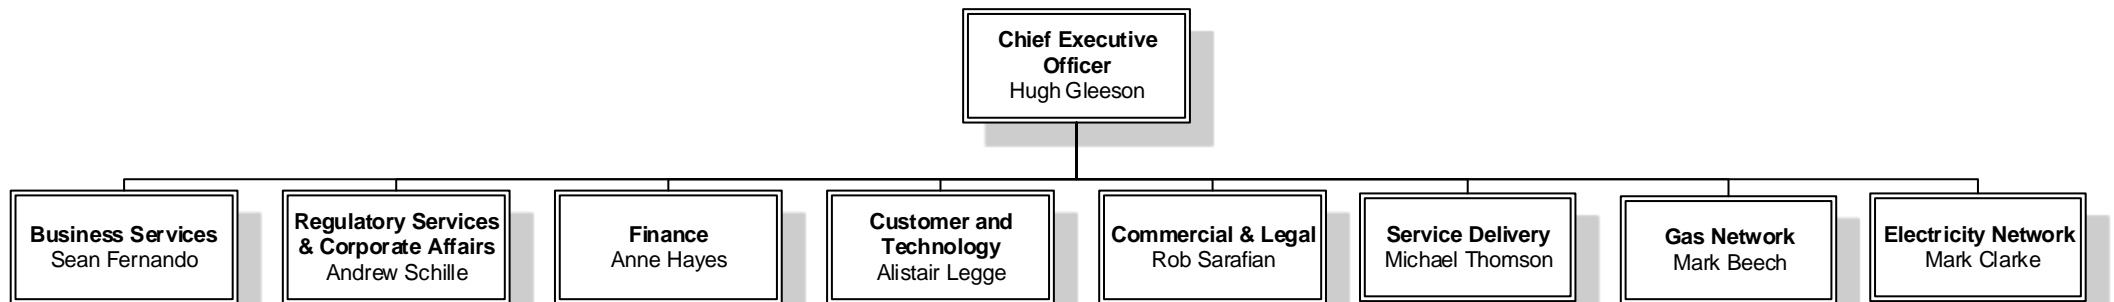 Chief Executive
Officer
Hugh Gleeson
Business Services
Sean Fernando
Regulatory Services
& Corporate Affairs
Andrew Schille
Finance
Anne Hayes
Customer and
Technology
Alistair Legge
Commercial & Legal
Rob Sarafian
Service Delivery
Michael Thomson
Gas Network
Mark Beech
Electricity Network
Mark Clarke